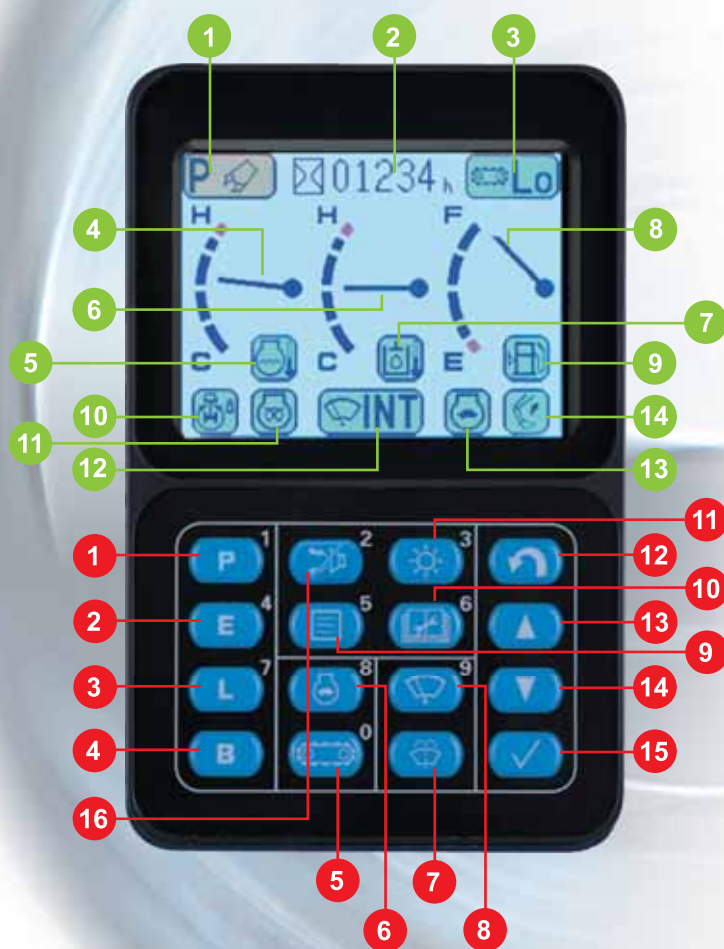 1 2 3
P 01234 h Lo
H H F
4 8
6 7
5 9
C C E
10 14
INT
11 12 13
11
1 P 1 2 3 12
10
2 E 4 5 6 13
9
3 L 7 8 9 14
4 B 0 15
16
5 7
6 8